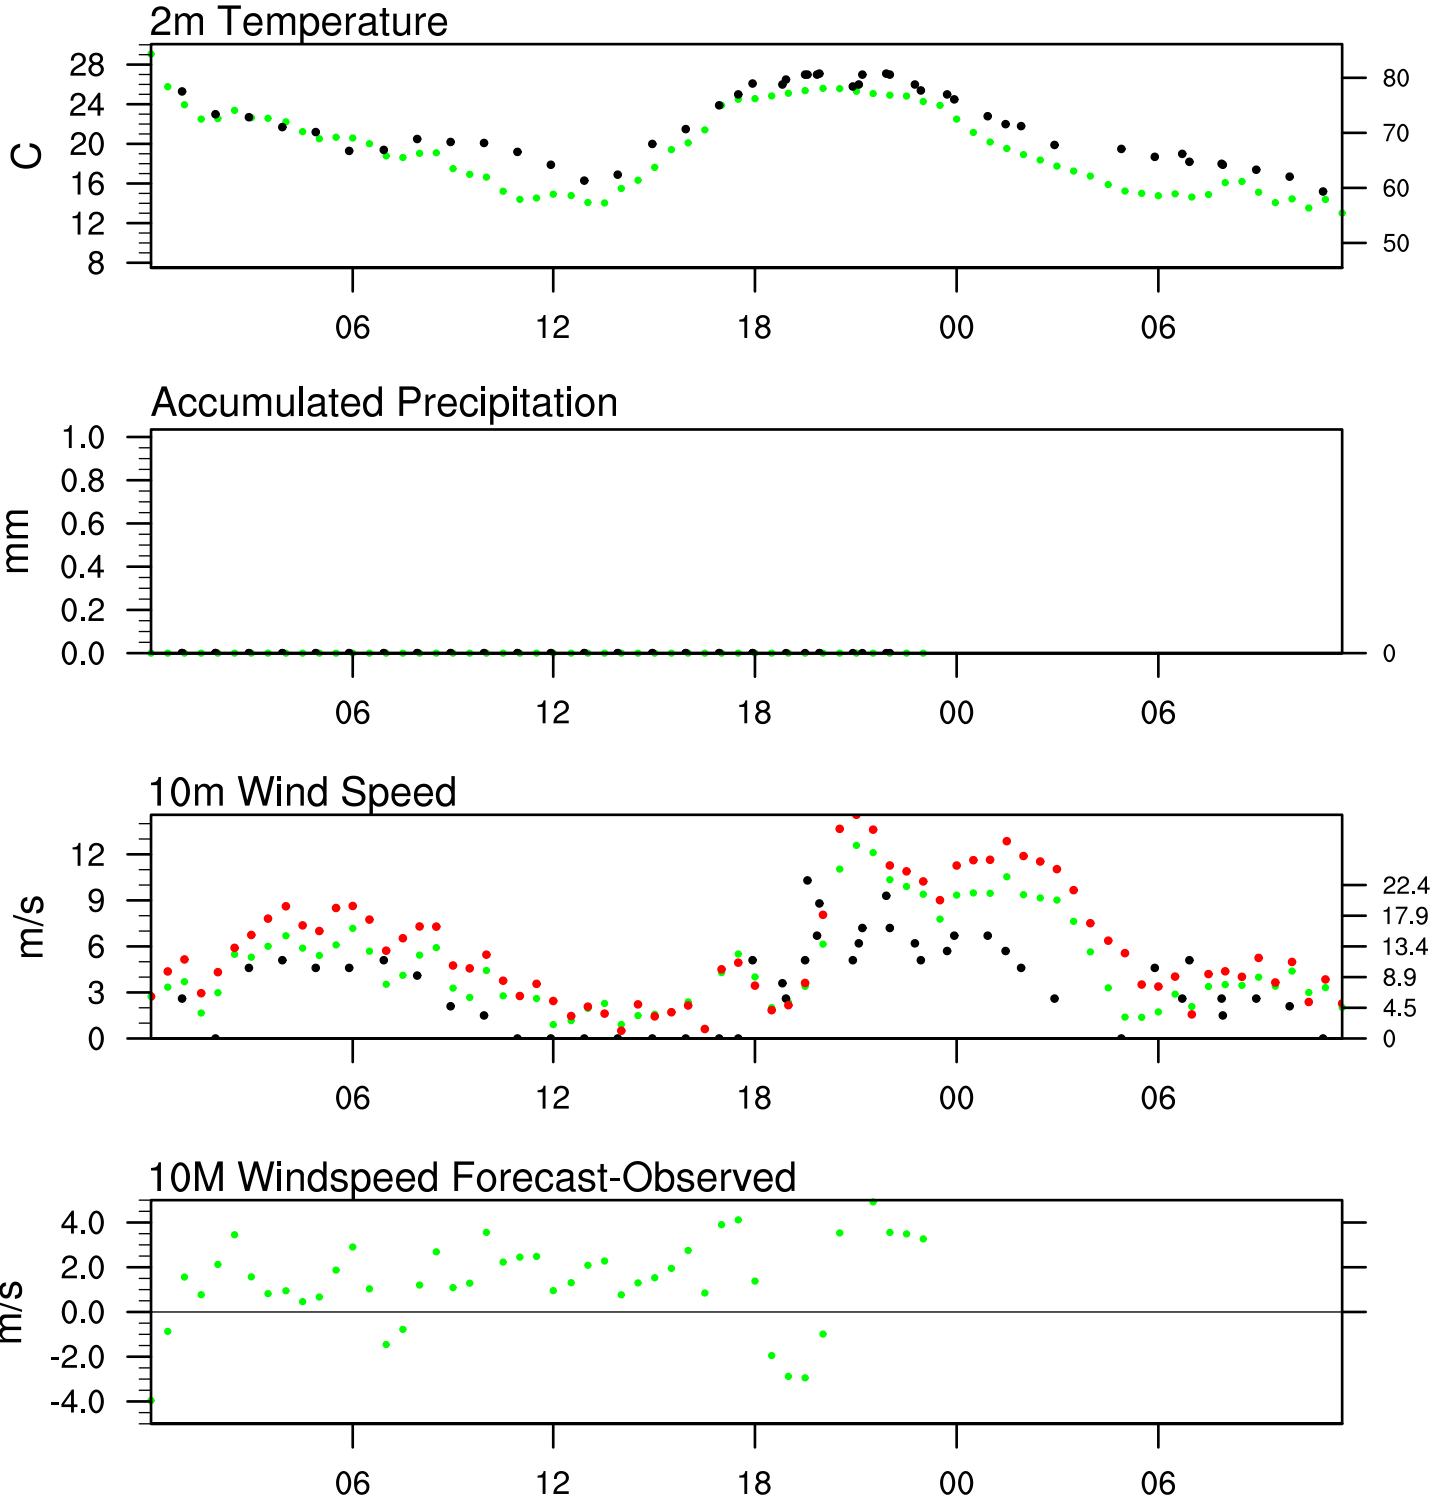 2m Temperature
28
24
20
16
12
8
C
80
70
60
50
06 12 18 00 06
Accumulated Precipitation
1.0
0.8
0.6
0.4
0.2
0.0
mm
0
06 12 18 00 06
10m Wind Speed
12
9
6
3
0
m/s
22.4
17.9
13.4
8.9
4.5
0
06 12 18 00 06
10M Windspeed Forecast-Observed
4.0
2.0
0.0
-2.0
-4.0
m/s
06 12 18 00 06